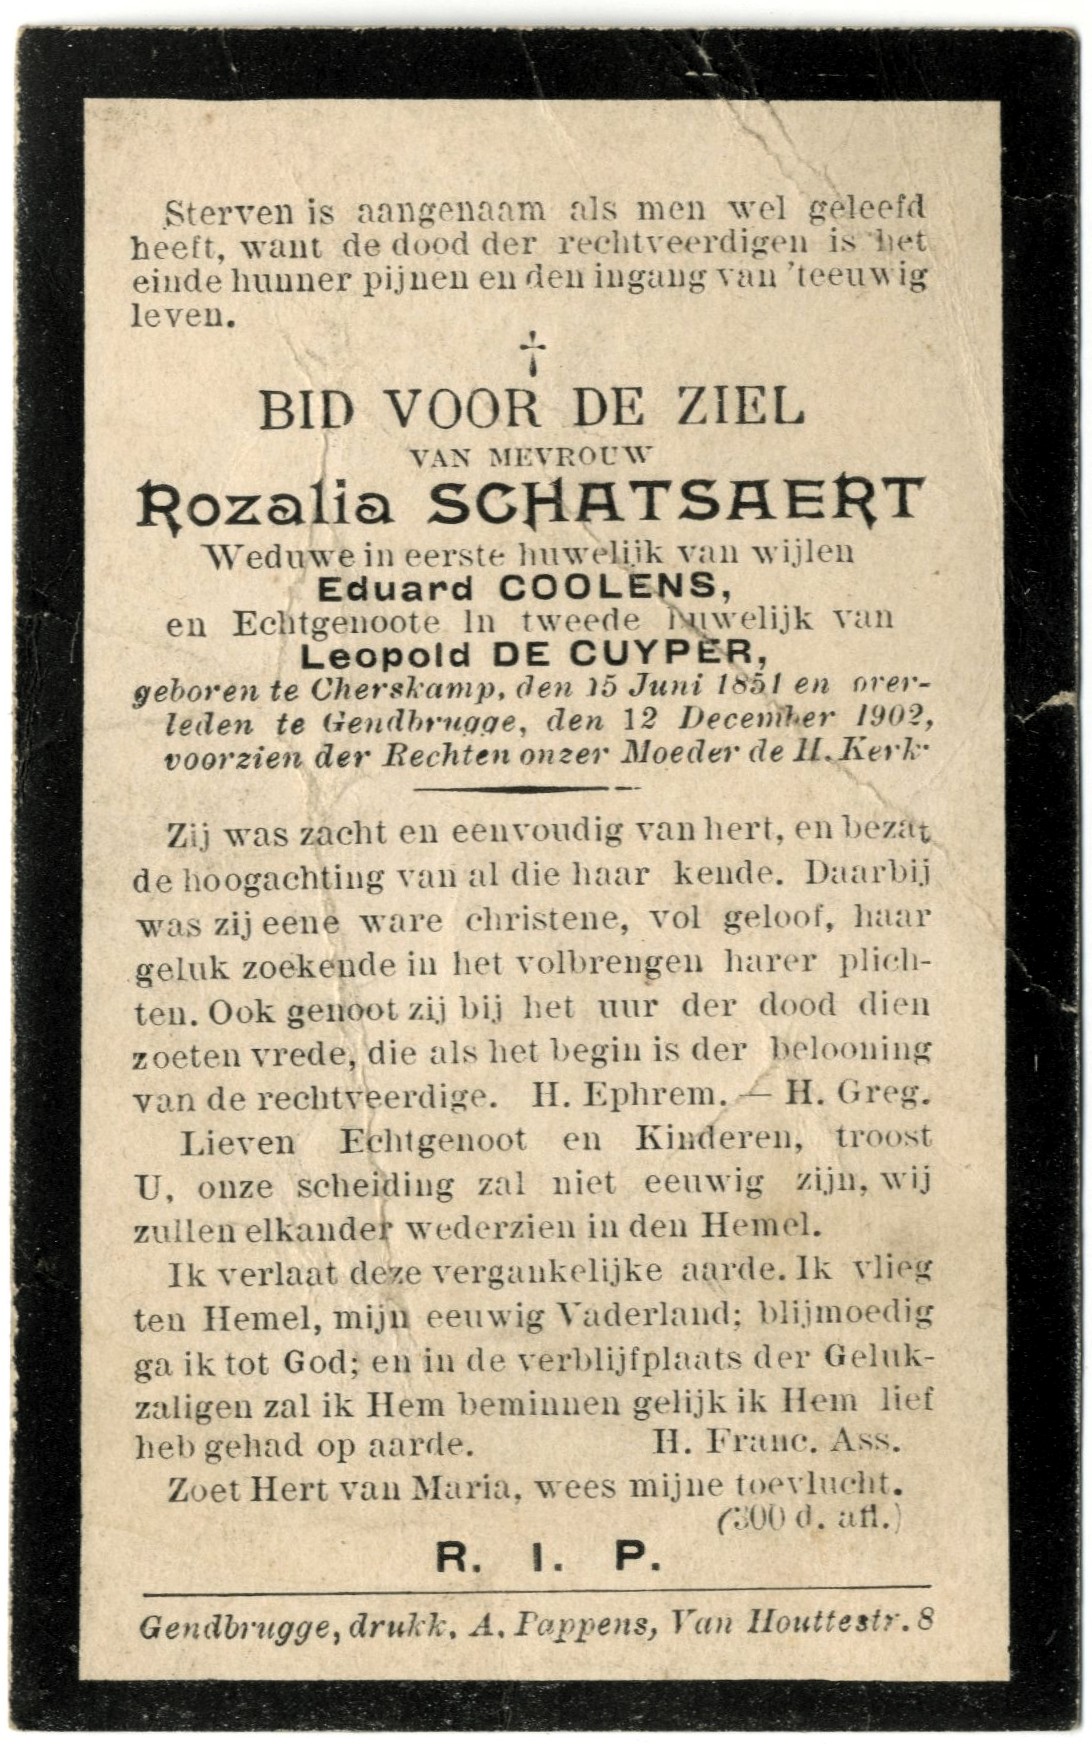 Sterven is aangenaam als men wel geleefd
heeft, want de dood der rechtveerdigen is het
einde hunner pijnen en den ingang van 'teeuwig
leven.
BID VOOR DE ZIEL
VAN MEVROUW
Rozalia SCHATSAERT
Weduwe in eerste huwelijk van wijlen
Eduard COOLENS,
en Echtgenoote in tweede huwelijk van
Leopold DE CUYPER,
geboren te Cherskamp, den 15 Juni 1851 en over-
leden te Gendbrugge, den 12 December 1902,
voorzien der Rechten onzer Moeder de H. Kerk
Zij was zacht en eenvoudig van hert, en bezat
de hoogachting van al die haar kende. Daarbij
was zij eene ware christene, vol geloof, haar
geluk zoekende in het volbrengen harer plich-
ten. Ook genoot zij bij het uur der dood dien
zoeten vrede, die als het begin is der belooning
van de rechtveerdige. H. Ephrem. — H. Greg.
Lieven Echtgenoot en Kinderen, troost
U, onze scheiding zal niet eeuwig zijn, wij
zullen elkander wederzien in den Hemel.
Ik verlaat deze vergankelijke aarde. Ik vlieg
ten Hemel, mijn eeuwig Vaderland; blijmoedig
ga ik tot God; en in de verblijfplaats der Geluk-
zaligen zal ik Hem beminnen gelijk ik Hem lief
heb gehad op aarde. H. Franc. Ass.
Zoet Hert van Maria, wees mijne toevlucht.
(300 d. afl.)
R. I. P.
Gendbrugge, drukk. A. Pappens, Van Houttestr. 8